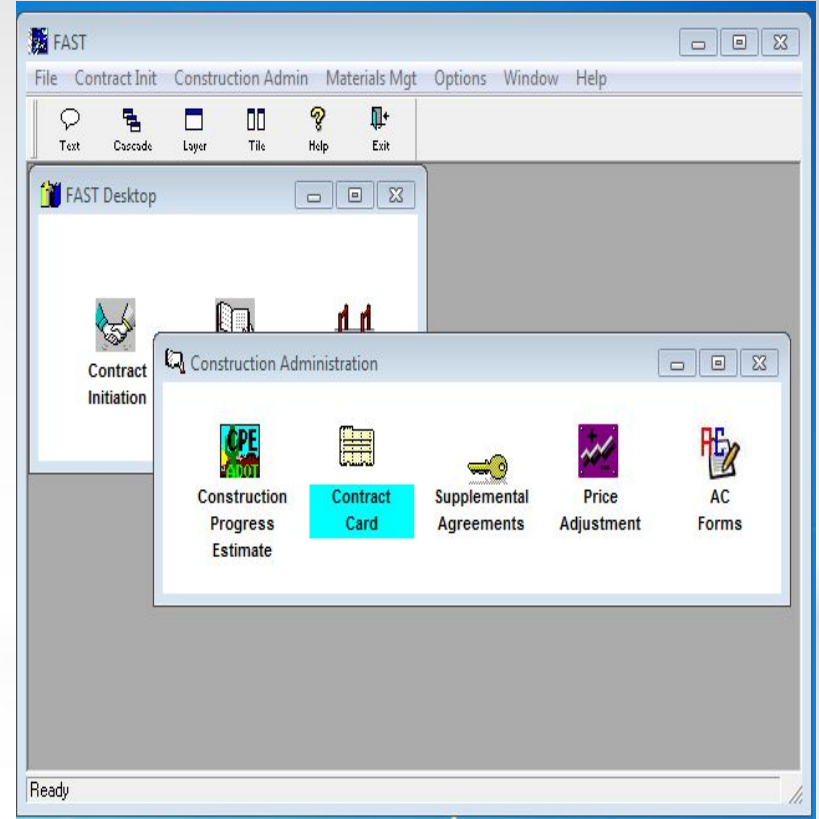 FAST
File Contract Init Construction Admin Materials Mgt Options Window Help
Text Cascade Layer Tile Help Exit
FAST Desktop
Contract
Initiation
Construction Administration
CPE
ADOT
Construction
Progress
Estimate
Contract
Card
Supplemental
Agreements
Price
Adjustment
AC
Forms
Ready